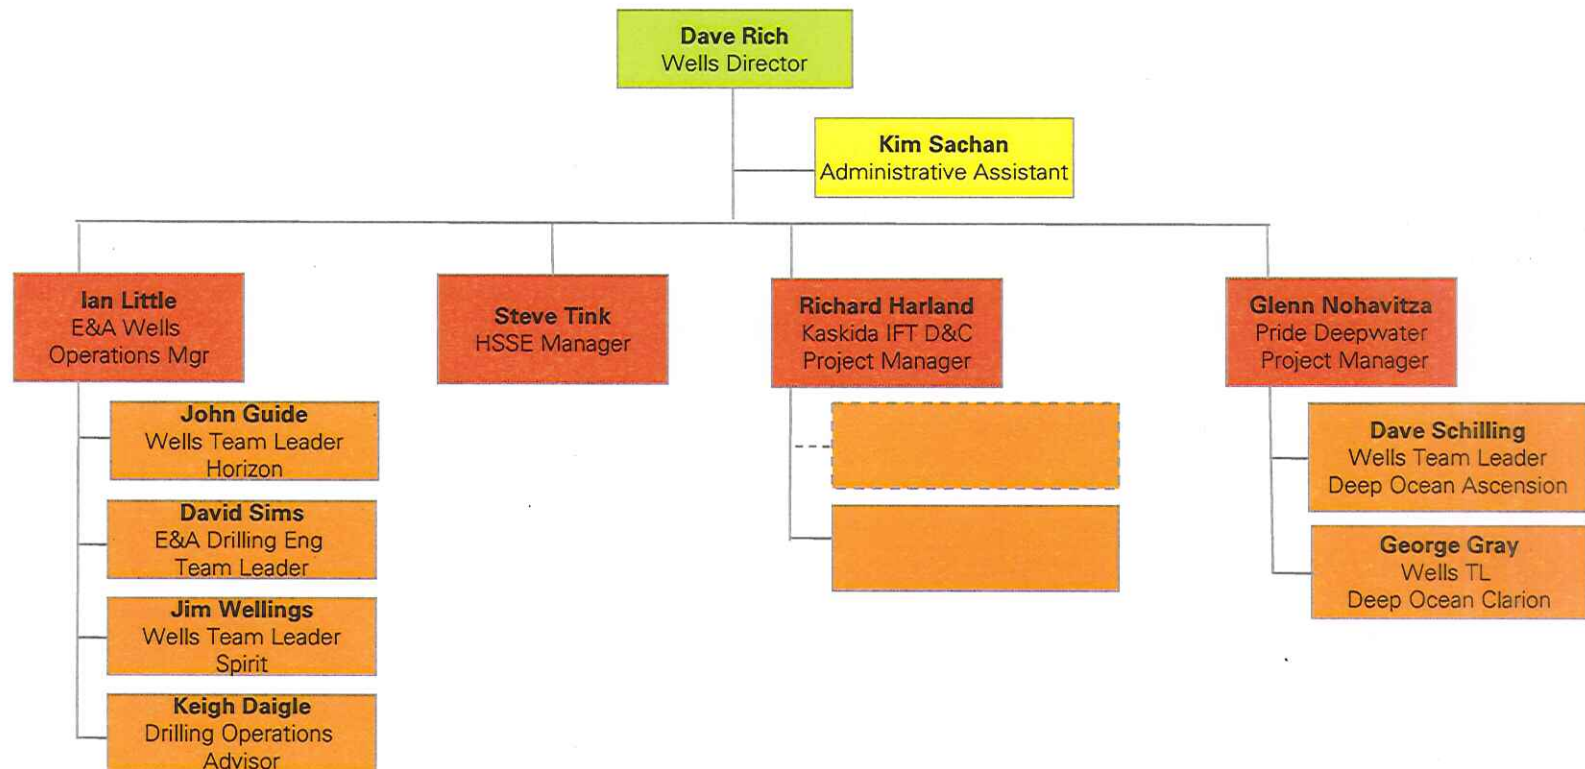 Dave Rich
Wells Director
Kim Sachan
Administrative Assistant
Ian Little
E&A Wells
Operations Mgr
Steve Tink
HSSE Manager
Richard Harland
Kaskida IFT D&C
Project Manager
Glenn Nohavitza
Pride Deepwater
Project Manager
John Guide
Wells Team Leader
Horizon
David Sims
E&A Drilling Eng
Team Leader
Jim Wellings
Wells Team Leader
Spirit
Keigh Daigle
Drilling Operations
Advisor
Dave Schilling
Wells Team Leader
Deep Ocean Ascension
George Gray
Wells TL
Deep Ocean Clarion